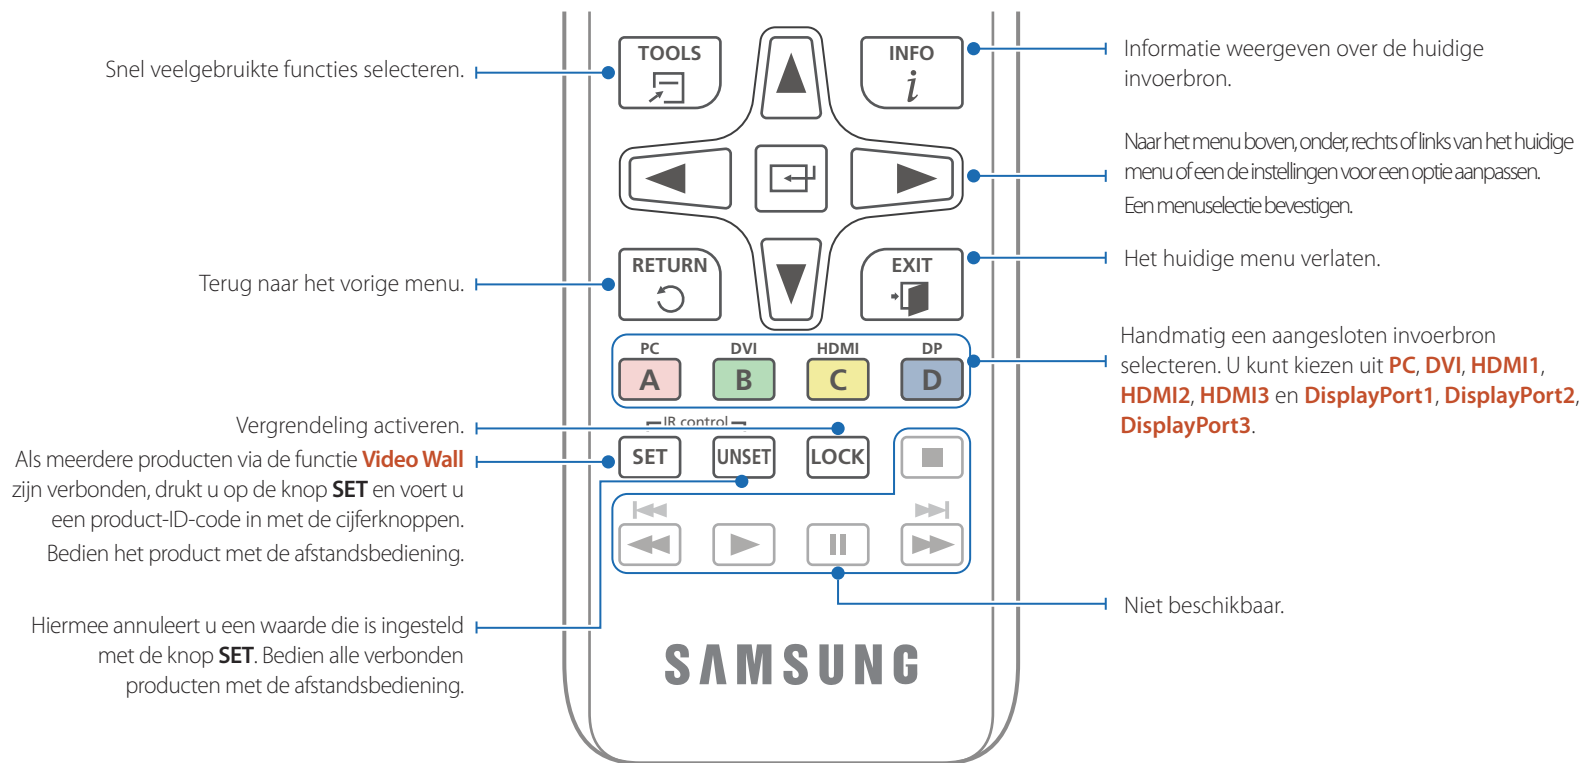 TOOLS
INFO
i
Snel veelgebruikte functies selecteren.
Informatie weergeven over de huidige
invoerbron.
Naar het menu boven, onder, rechts of links van het huidige
menu of een de instellingen voor een optie aanpassen.
Een menuselectie bevestigen.
RETURN
EXIT
Terug naar het vorige menu.
Het huidige menu verlaten.
PC
DVI
HDMI
DP
A
B
C
D
Handmatig een aangesloten invoerbron
selecteren. U kunt kiezen uit PC, DVI, HDMI1,
HDMI2, HDMI3 en DisplayPort1, DisplayPort2,
DisplayPort3.
Vergrendeling activeren.
IR control
SET
UNSET
LOCK
Als meerdere producten via de functie Video Wall
zijn verbonden, drukt u op de knop SET en voert u
een product-ID-code in met de cijferknoppen.
Bedien het product met de afstandsbediening.
Niet beschikbaar.
Hiermee annuleert u een waarde die is ingesteld
met de knop SET. Bedien alle verbonden
producten met de afstandsbediening.
SAMSUNG